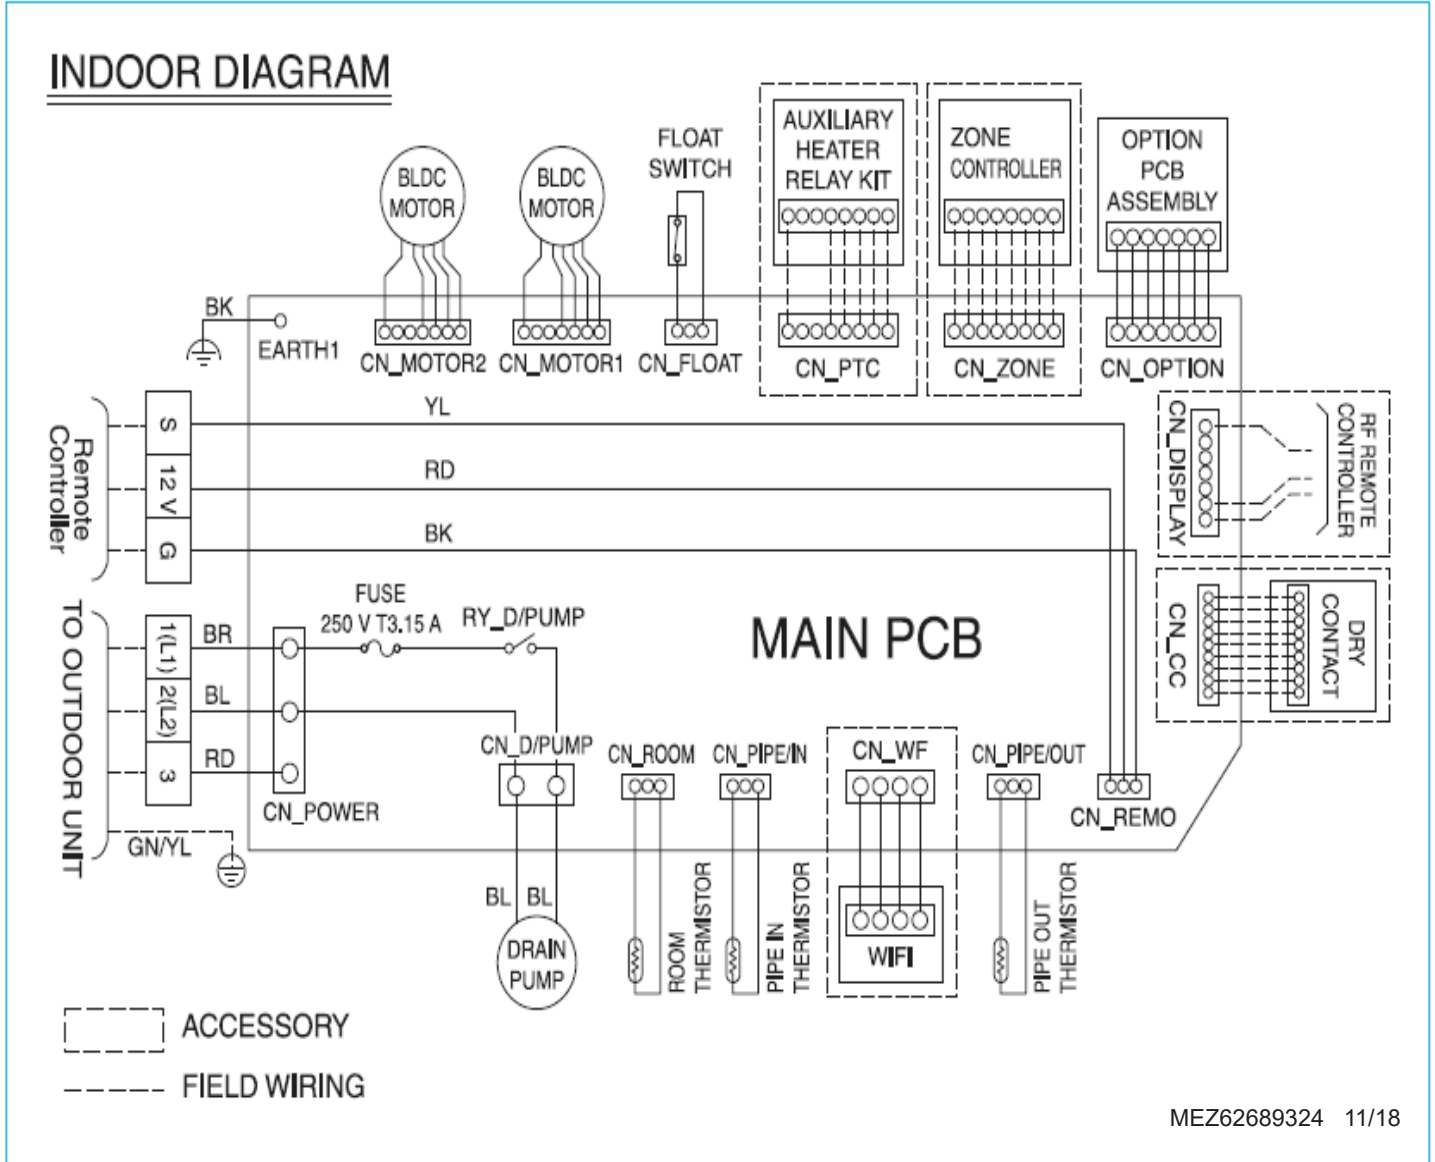 INDOOR DIAGRAM
BLDC
MOTOR
BLDC
MOTOR
FLOAT
SWITCH
AUXILIARY
HEATER
RELAY KIT
ZONE
CONTROLLER
OPTION
PCB
ASSEMBLY
BK
EARTH1
CN_MOTOR2
CN_MOTOR1
CN_FLOAT
CN_PTC
CN_ZONE
CN_OPTION
Remote
Controller
S
12 V
G
YL
RD
BK
CN_DISPLAY
RF REMOTE
CONTROLLER
CN_CC
DRY
CONTACT
MAIN PCB
TO OUTDOOR UNIT
1(L1)
2(L2)
3
BR
BL
RD
GN/YL
CN_POWER
FUSE
250 V T3.15 A
RY_D/PUMP
CN_D/PUMP
BL
BL
DRAIN
PUMP
CN_ROOM
ROOM
THERMISTOR
CN_PIPE/IN
PIPE IN
THERMISTOR
CN_WF
WIFI
CN_PIPE/OUT
PIPE OUT
THERMISTOR
CN_REMO
ACCESSORY
FIELD WIRING
MEZ62689324 11/18